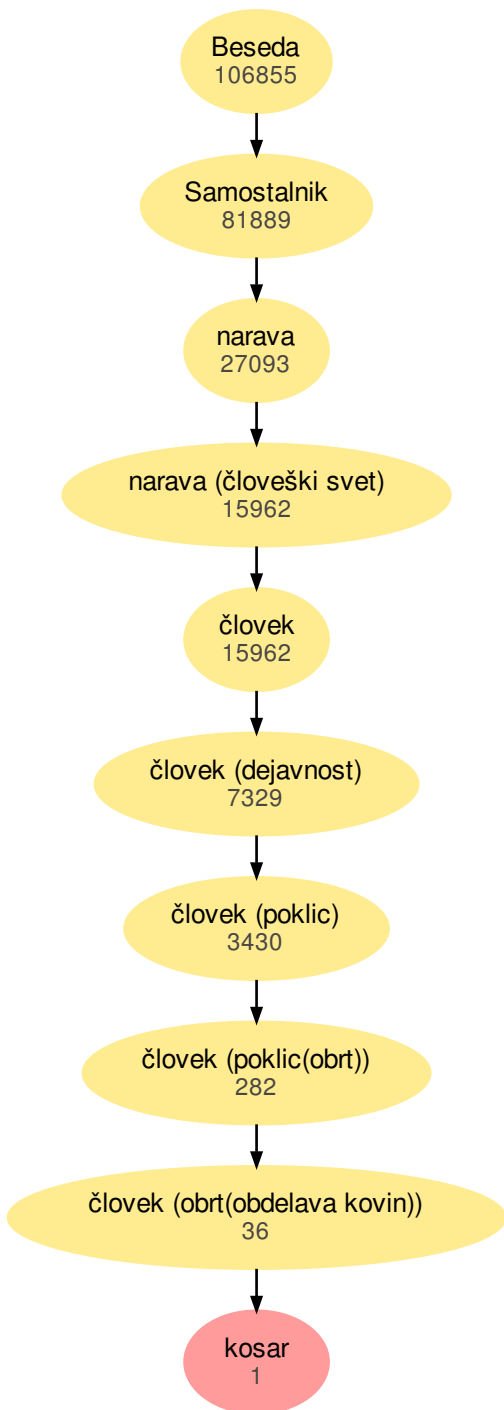 Beseda
106855
Samostalnik
81889
narava
27093
narava (človeški svet)
15962
človek
15962
človek (dejavnost)
7329
človek (poklic)
3430
človek (poklic(obrt))
282
človek (obrt(obdelava kovin))
36
kosar
1